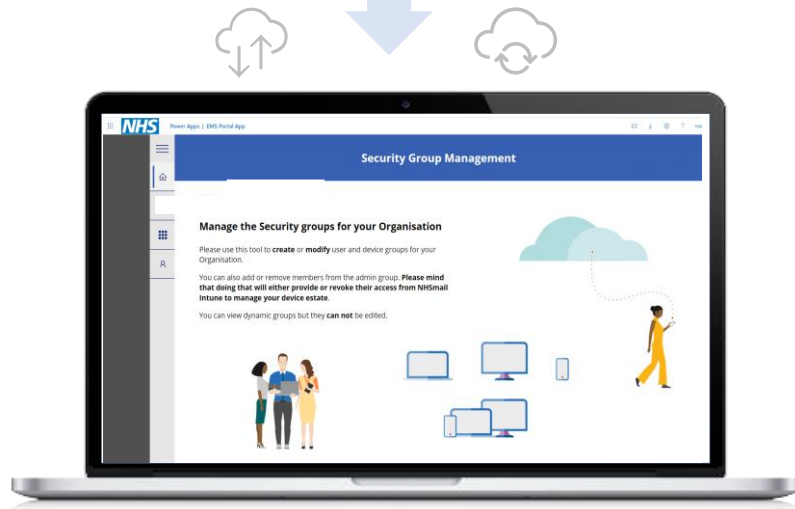 NHS Power Apps | EMS Portal App ?
Security Group Management
Manage the Security groups for your Organisation
Please use this tool to create or modify user and device groups for your
Organisation.
You can also add or remove members from the admin group. Please mind
that doing that will either provide or revoke their access from NHSmail
Intune to manage your device estate.
You can view dynamic groups but they can not be edited.